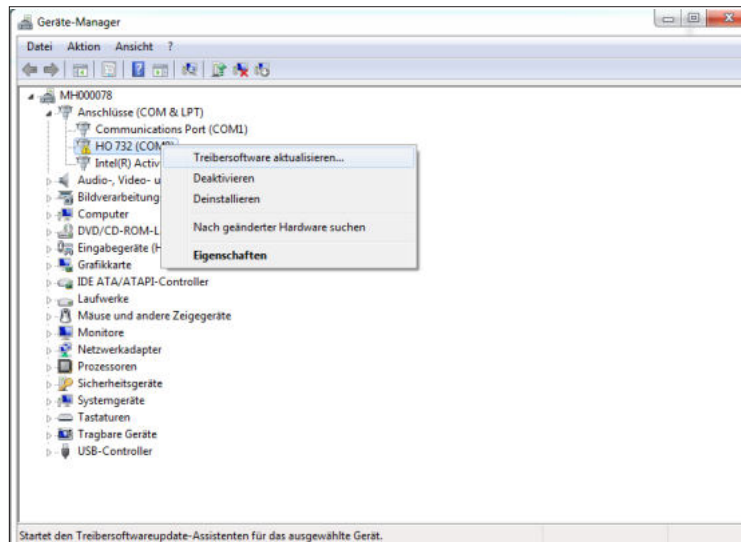 Geräte-Manager
Datei Aktion Ansicht ?
MH000078
Anschlüsse (COM & LPT)
Communications Port (COM1)
HO 732 (COM
Intel(R) Activ
Treibersoftware aktualisieren...
Deaktivieren
Deinstallieren
Nach geänderter Hardware suchen
Eigenschaften
Audio-, Video- u
Bildverarbeitung
Computer
DVD/CD-ROM-L
Eingabegeräte (H
Grafikkarte
IDE ATA/ATAPI-Controller
Laufwerke
Mäuse und andere Zeigegeräte
Monitore
Netzwerkadapter
Prozessoren
Sicherheitsgeräte
Systemgeräte
Tastaturen
Tragbare Geräte
USB-Controller
Startet den Treibersoftwareupdate-Assistenten für das ausgewählte Gerät.